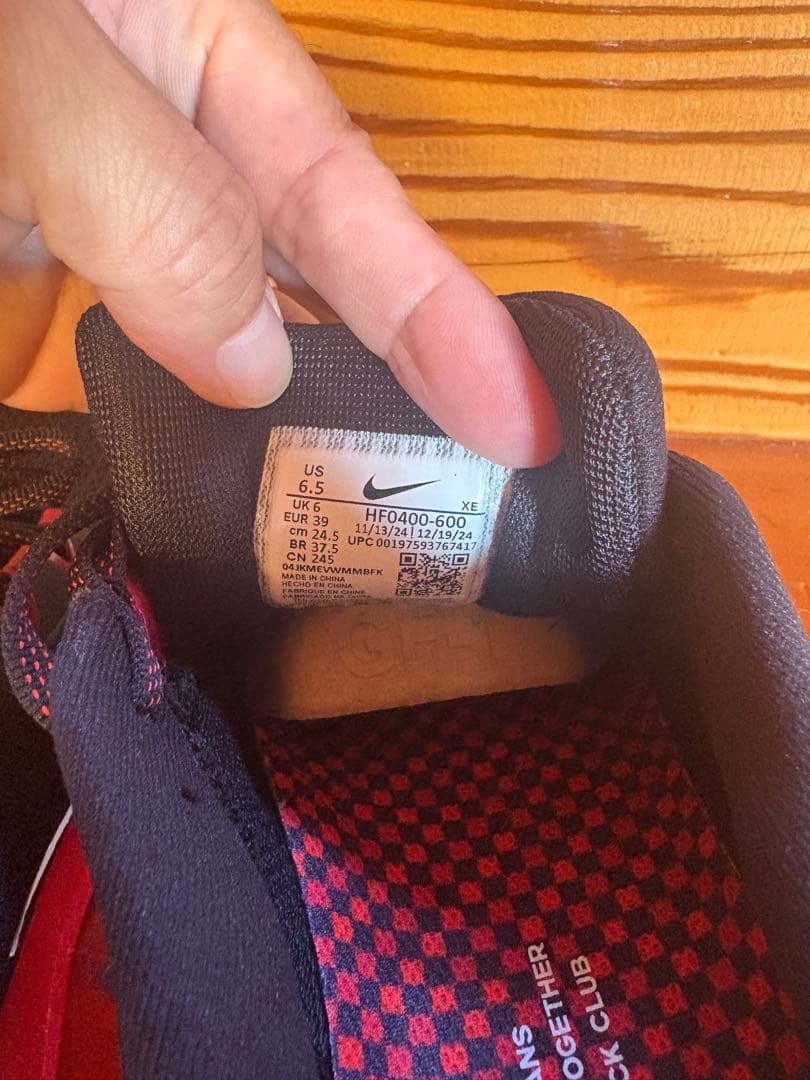 US
6.5
XE
UK 6
HF0400-600
EUR 39
11/13/24 | 12/19/24
cm 24.5
UPC 00197593767417
BR 37.5
CN 245
04JKMEVWMMBFK
MADE IN CHINA
HECHO EN CHINA
FABRIQUÉ EN CHINE
ANS
OGETHER
CK CLUB